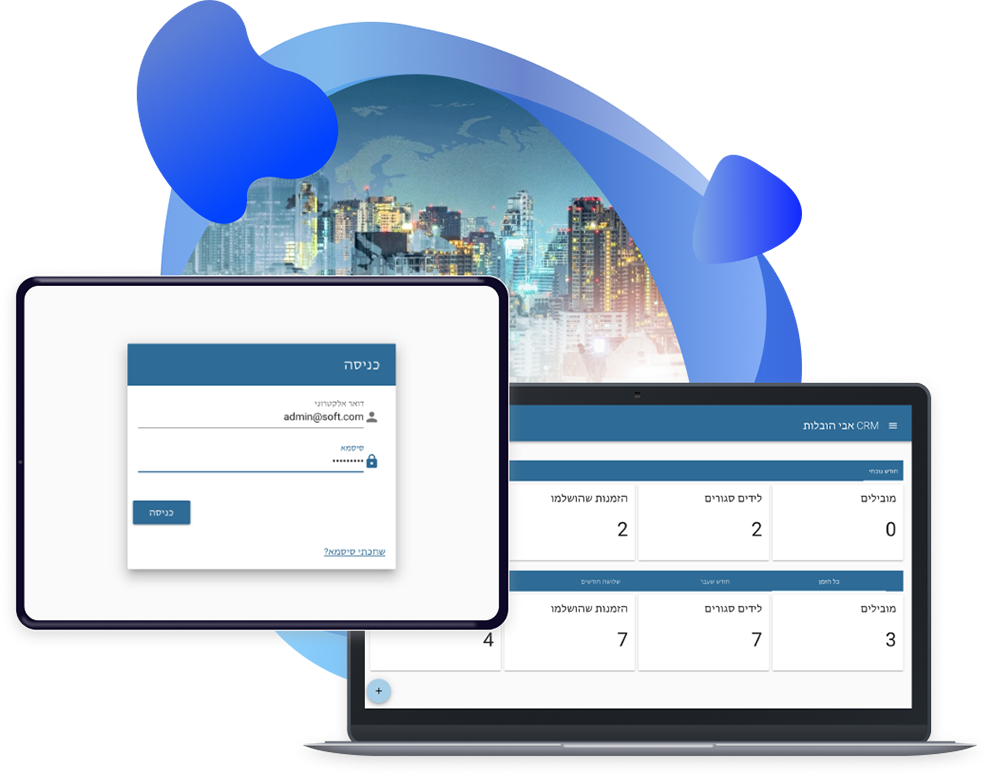 כניסה
דואר אלקטרוני
admin@soft.com
סיסמא
•••••••••
כניסה
שחכתי סיסמא?
CRM אבי הובלות
חודש נוכחי
מובילים
לידים סגורים
הזמנות שהושלמו
0
2
2
כל הזמן
חודש שעבר
שלושה חודשים
מובילים
לידים סגורים
הזמנות שהושלמו
3
7
7
4
+